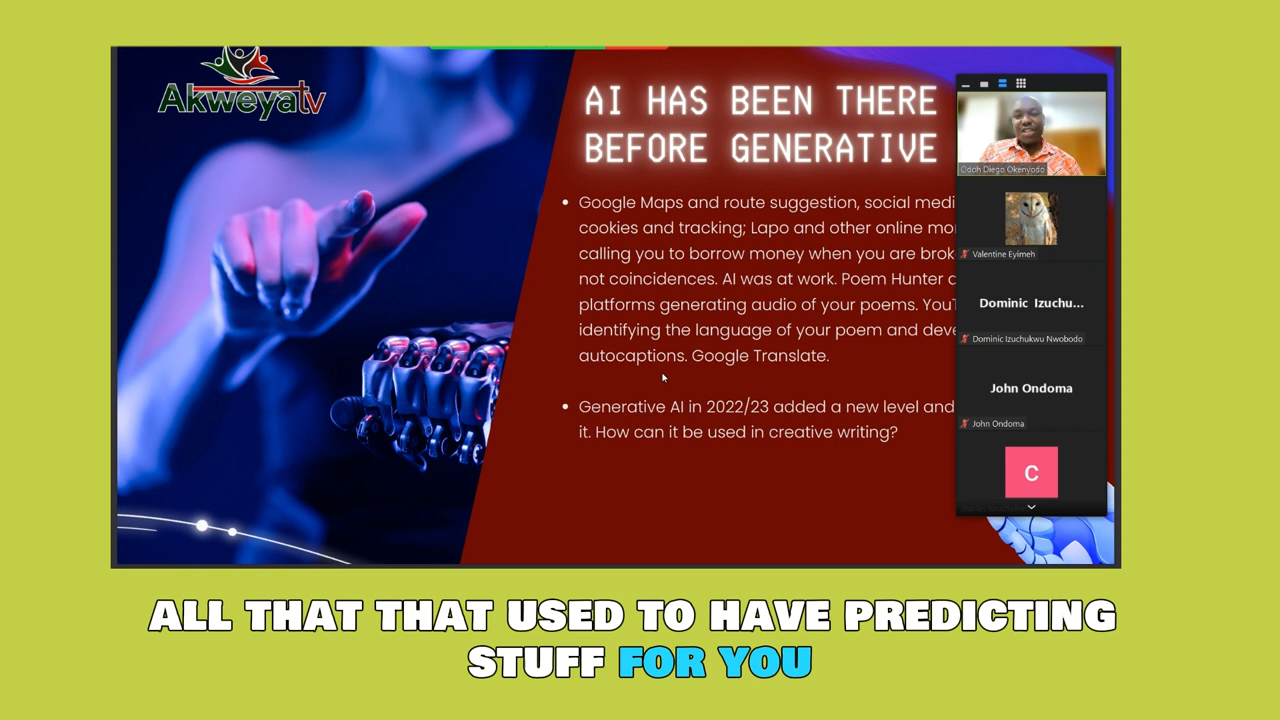 Akweyatv
AI HAS BEEN THERE
BEFORE GENERATIVE
Google Maps and route suggestion, social medi
cookies and tracking; Lapo and other online mo
calling you to borrow money when you are brok
not coincidences. AI was at work. Poem Hunter
platforms generating audio of your poems. YouT
identifying the language of your poem and deve
autocaptions. Google Translate.
Generative AI in 2022/23 added a new level and
it. How can it be used in creative writing?
Odoh Diego Okenyodo
Valentine Eyimeh
Dominic Izuchu...
Dominic Izuchukwu Nwobodo
John Ondoma
John Ondoma
C
ALL THAT THAT USED TO HAVE PREDICTING
STUFF FOR YOU